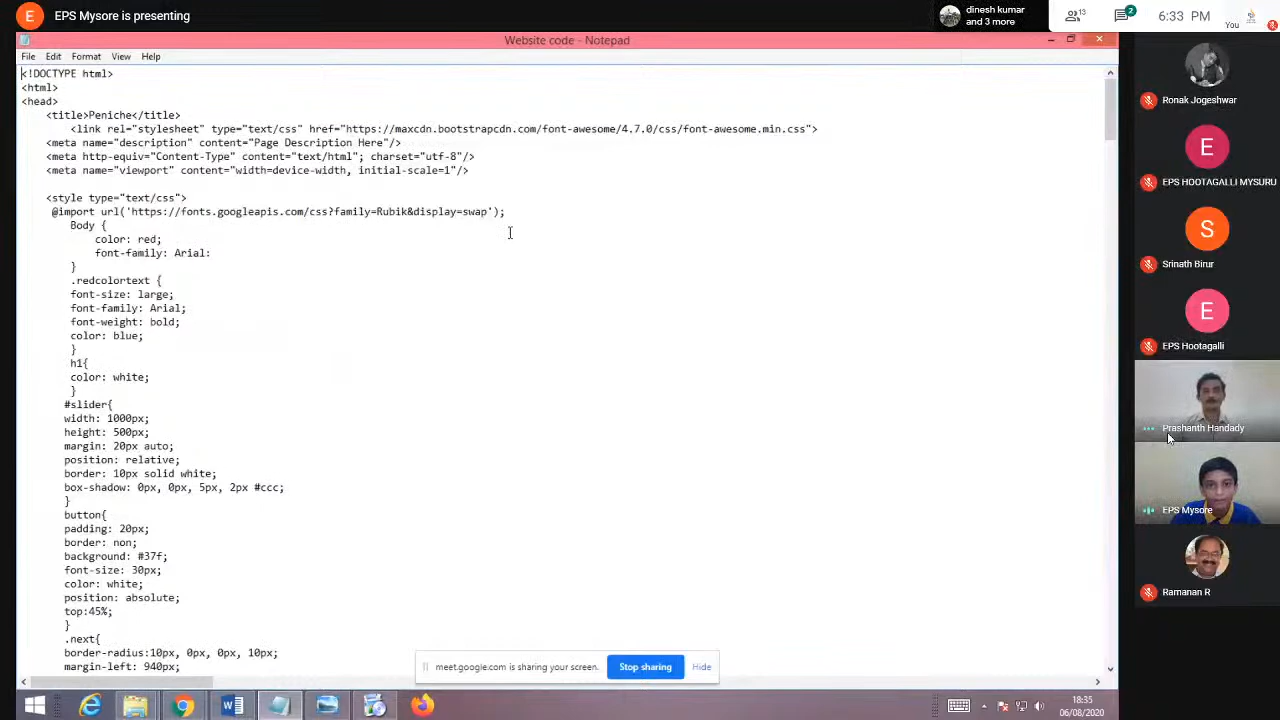 E
EPS Mysore is presenting
dinesh kumar
and 3 more
13
2
6:33 PM
You
Website code - Notepad
File Edit Format View Help
<!DOCTYPE html>
<html>
<head>
<title>Peniche</title>
<link rel="stylesheet" type="text/css" href="https://maxcdn.bootstrapcdn.com/font-awesome/4.7.0/css/font-awesome.min.css">
<meta name="description" content="Page Description Here"/>
<meta http-equiv="Content-Type" content="text/html"; charset="utf-8"/>
<meta name="viewport" content="width=device-width, initial-scale=1"/>
<style type="text/css">
@import url('https://fonts.googleapis.com/css?family=Rubik&display=swap');
Body {
color: red;
font-family: Arial:
}
.redcolortext {
font-size: large;
font-family: Arial;
font-weight: bold;
color: blue;
}
h1{
color: white;
}
#slider{
width: 1000px;
height: 500px;
margin: 20px auto;
position: relative;
border: 10px solid white;
box-shadow: 0px, 0px, 5px, 2px #ccc;
}
button{
padding: 20px;
border: non;
background: #37f;
font-size: 30px;
color: white;
position: absolute;
top:45%;
}
.next{
border-radius:10px, 0px, 0px, 10px;
margin-left: 940px;
meet.google.com is sharing your screen. Stop sharing Hide
18:35
06/08/2020
Ronak Jogeshwar
E
EPS HOOTAGALLI MYSURU
S
Srinath Birur
E
EPS Hootagalli
Prashanth Handady
EPS Mysore
Ramanan R